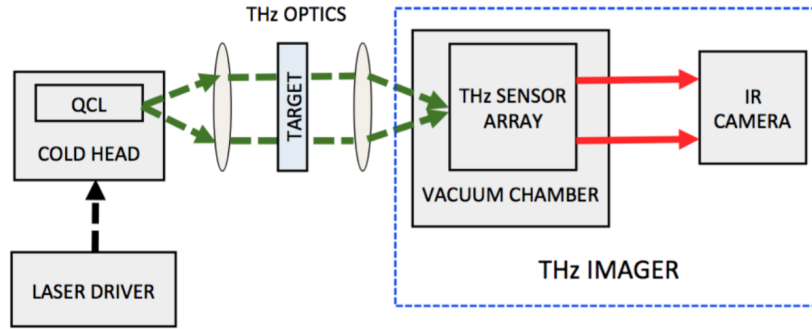 THz OPTICS
QCL
COLD HEAD
LASER DRIVER
TARGET
THz SENSOR
ARRAY
VACUUM CHAMBER
IR
CAMERA
THz IMAGER